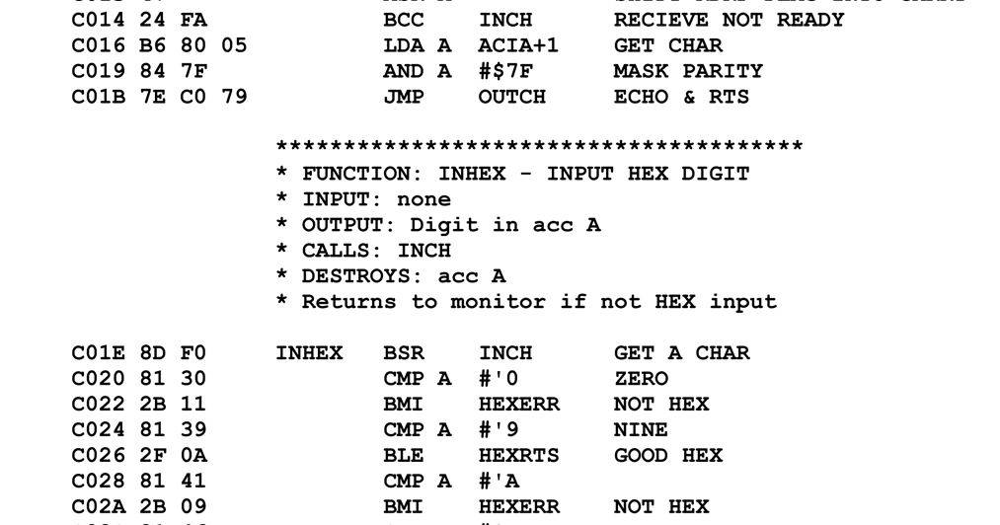 C014 24 FA BCC INCH RECIEVE NOT READY
C016 B6 80 05 LDA A ACIA+1 GET CHAR
C019 84 7F AND A #$7F MASK PARITY
C01B 7E C0 79 JMP OUTCH ECHO & RTS
***************************************
* FUNCTION: INHEX - INPUT HEX DIGIT
* INPUT: none
* OUTPUT: Digit in acc A
* CALLS: INCH
* DESTROYS: acc A
* Returns to monitor if not HEX input
C01E 8D F0 INHEX BSR INCH GET A CHAR
C020 81 30 CMP A #'0 ZERO
C022 2B 11 BMI HEXERR NOT HEX
C024 81 39 CMP A #'9 NINE
C026 2F 0A BLE HEXRTS GOOD HEX
C028 81 41 CMP A #'A
C02A 2B 09 BMI HEXERR NOT HEX